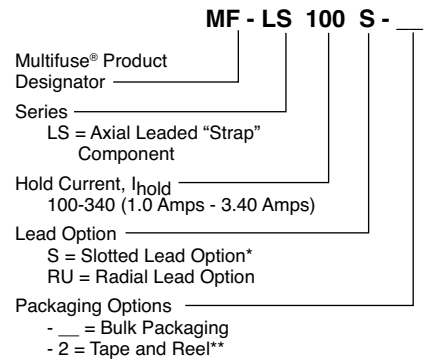 MF - LS 100 S - __
Multifuse® Product
Designator
Series
LS = Axial Leaded “Strap”
Component
Hold Current, Ihold
100-340 (1.0 Amps - 3.40 Amps)
Lead Option
S = Slotted Lead Option*
RU = Radial Lead Option
Packaging Options
- __ = Bulk Packaging
- 2 = Tape and Reel**